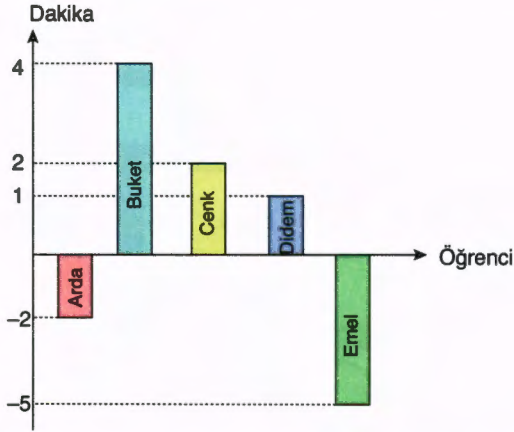 Dakika
4
2
1
-2
-5
Arda
Buket
Cenk
Didem
Emel
Öğrenci